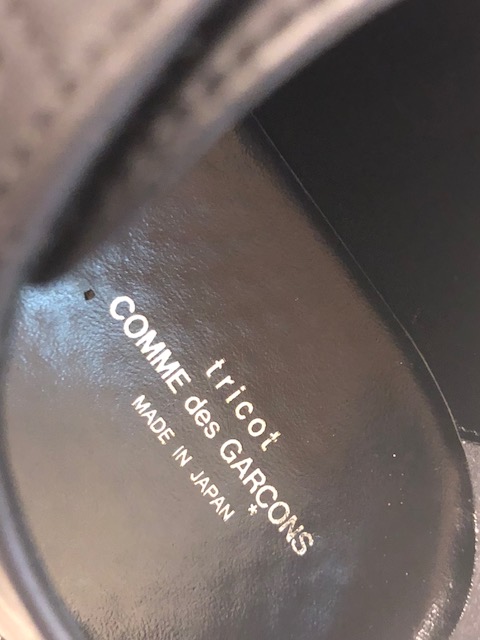 tricot
COMME des GARÇONS
MADE IN JAPAN